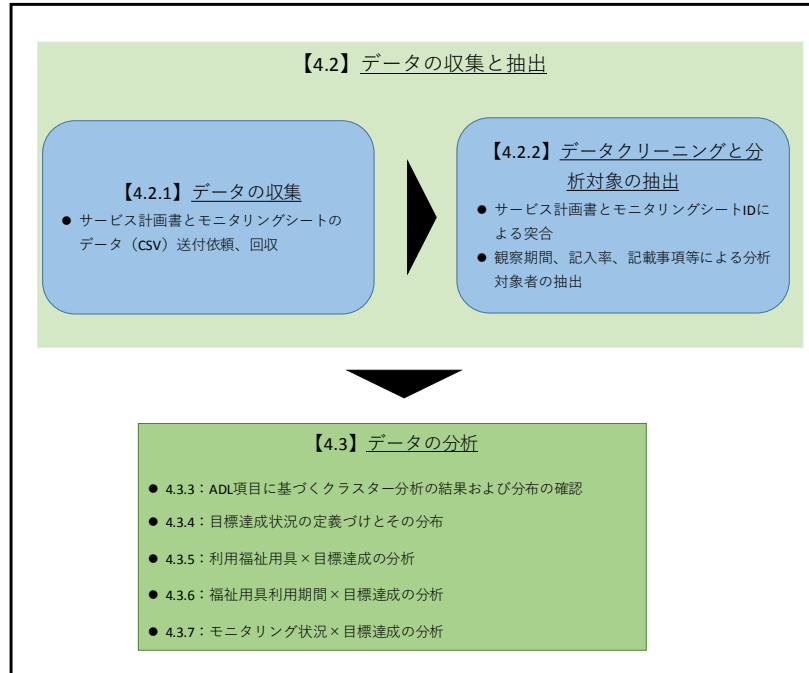 【4.2】データの収集と抽出
【4.2.1】データの収集
● サービス計画書とモニタリングシートの
データ（CSV）送付依頼、回収
【4.2.2】データクリーニングと分
析対象の抽出
● サービス計画書とモニタリングシートIDに
よる突合
● 観察期間、記入率、記載事項等による分析
対象者の抽出
【4.3】データの分析
● 4.3.3：ADL項目に基づくクラスター分析の結果および分布の確認
● 4.3.4：目標達成状況の定義づけとその分布
● 4.3.5：利用福祉用具×目標達成の分析
● 4.3.6：福祉用具利用期間×目標達成の分析
● 4.3.7：モニタリング状況×目標達成の分析